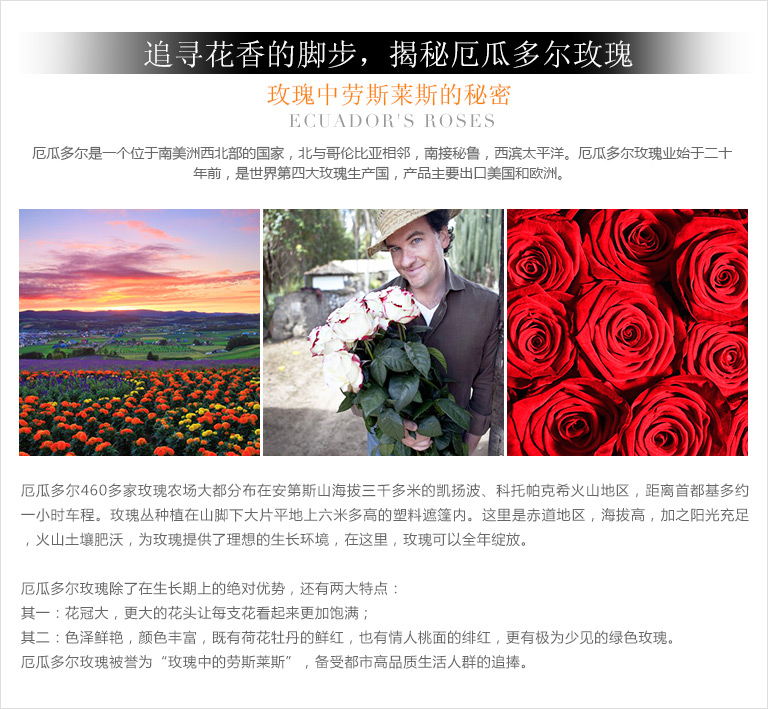 追寻花香的脚步，揭秘厄瓜多尔玫瑰
玫瑰中劳斯莱斯的秘密
ECUADOR'S ROSES
厄瓜多尔是一个位于南美洲西北部的国家，北与哥伦比亚相邻，南接秘鲁，西滨太平洋。厄瓜多尔玫瑰业始于二十
年前，是世界第四大玫瑰生产国，产品主要出口美国和欧洲。
厄瓜多尔460多家玫瑰农场大都分布在安第斯山海拔三千多米的凯扬波、科托帕克希火山地区，距离首都基多约
一小时车程。玫瑰丛种植在山脚下大片平地上六米多高的塑料遮篷内。这里是赤道地区，海拔高，加之阳光充足
，火山土壤肥沃，为玫瑰提供了理想的生长环境，在这里，玫瑰可以全年绽放。
厄瓜多尔玫瑰除了在生长期上的绝对优势，还有两大特点：
其一：花冠大，更大的花头让每支花看起来更加饱满；
其二：色泽鲜艳，颜色丰富，既有荷花牡丹的鲜红，也有情人桃面的绯红，更有极为少见的绿色玫瑰。
厄瓜多尔玫瑰被誉为“玫瑰中的劳斯莱斯”，备受都市高品质生活人群的追捧。